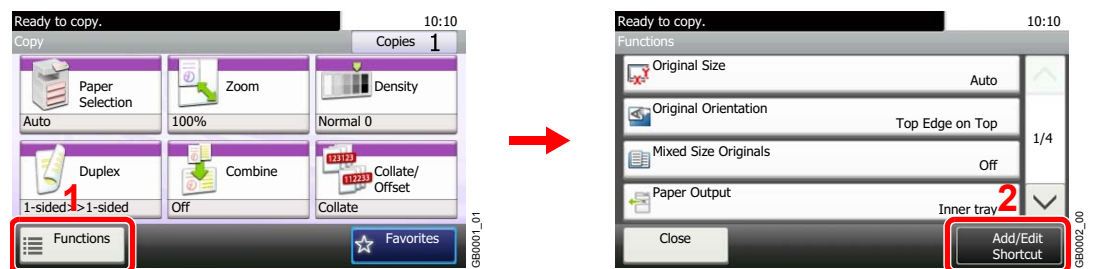 Ready to copy. 10:10
Copy Copies 1
Paper Selection
Auto
Zoom
100%
Density
Normal 0
Duplex
1-sided>>1-sided
Combine
Off
123123
112233
Collate/
Offset
Collate
1
Functions
Favorites
GB0001_01
Ready to copy. 10:10
Functions
Original Size
Auto
Original Orientation
Top Edge on Top
Mixed Size Originals
Off
Paper Output
Inner tray
1/4
2
Close
Add/Edit
Shortcut
GB0002_00